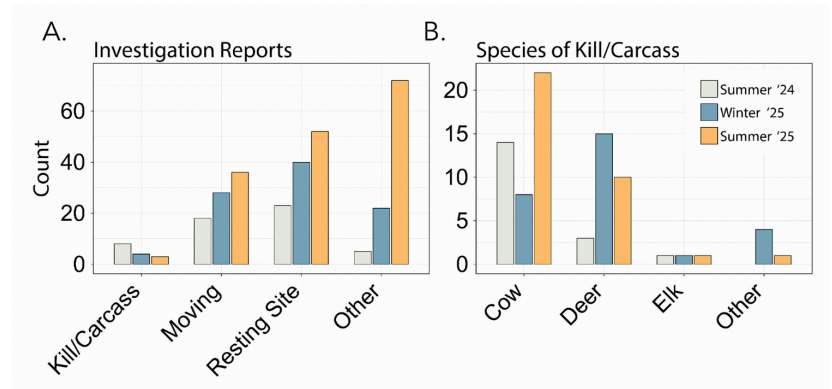 A.
Investigation Reports
Count
60
40
20
0
Kill/Carcass
Moving
Resting Site
Other
B.
Species of Kill/Carcass
20
15
10
5
0
Summer '24
Winter '25
Summer '25
Cow
Deer
Elk
Other